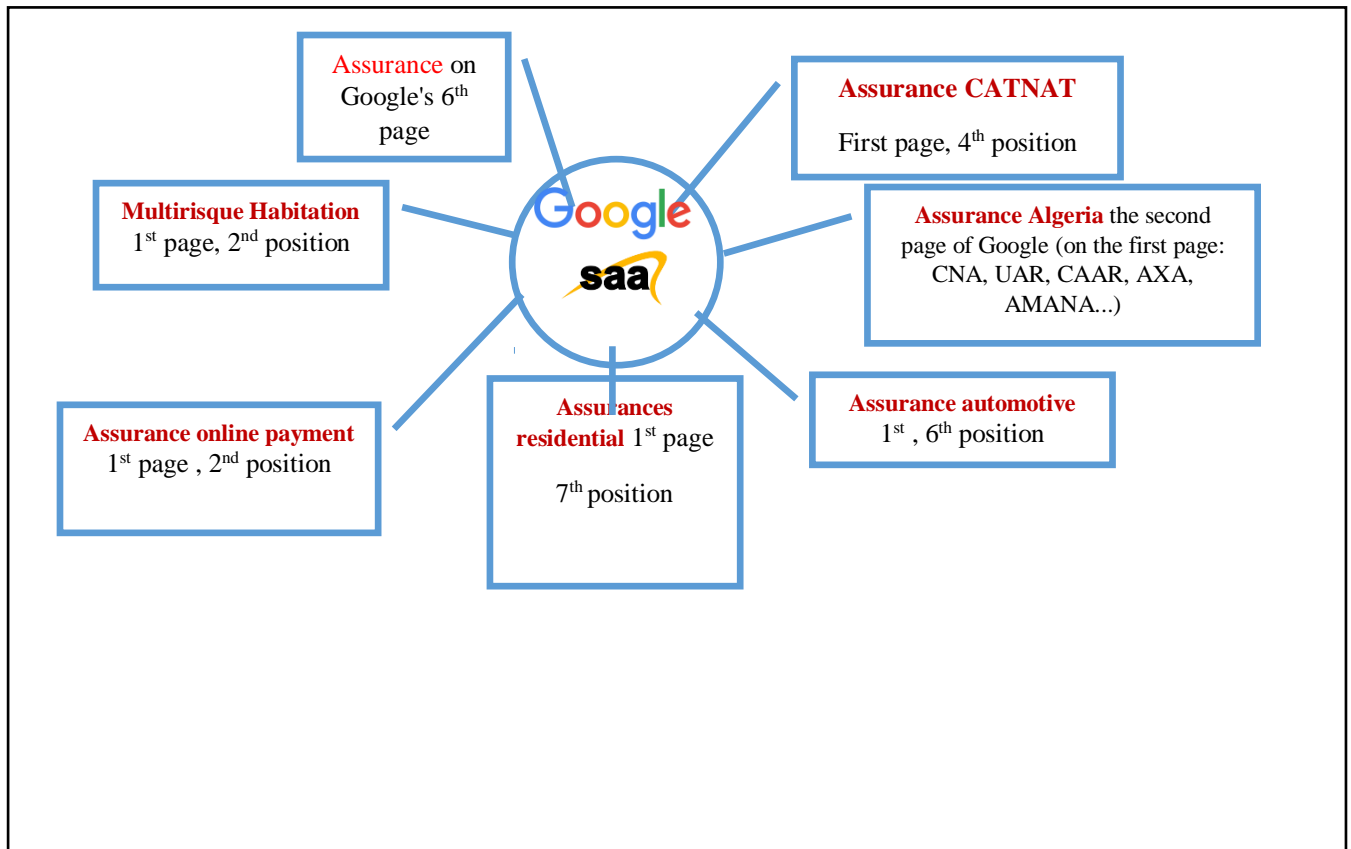 Assurance on
Google's 6th
page
Assurance CATNAT
First page, 4th position
Multirisque Habitation
1st page, 2nd position
Google
saa
Assurance Algeria the second
page of Google (on the first page:
CNA, UAR, CAAR, AXA,
AMANA...)
Assurance online payment
1st page , 2nd position
Assurances
residential 1st page
7th position
Assurance automotive
1st , 6th position